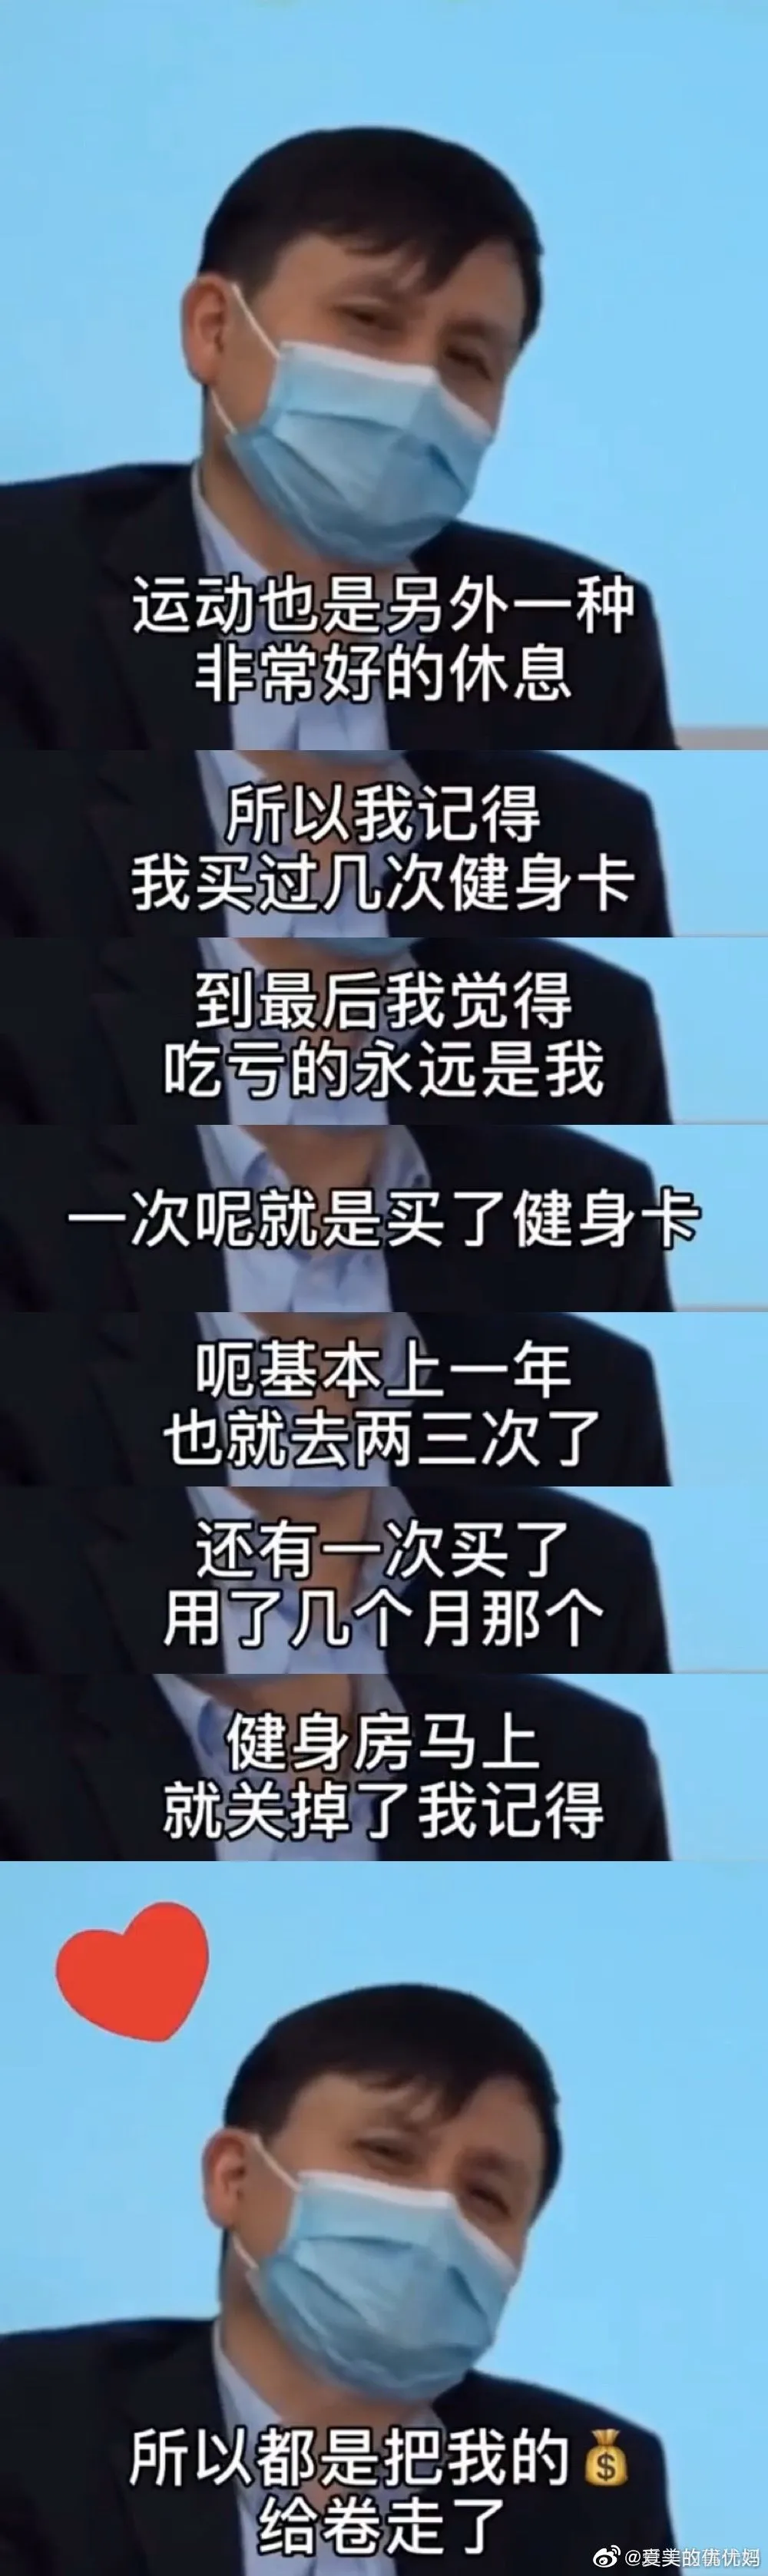 运动也是另外一种
非常好的休息
所以我记得
我买过几次健身卡
到最后我觉得
吃亏的永远是我
一次呢就是买了健身卡
呃基本上一年
也就去两三次了
还有一次买了
用了几个月那个
健身房马上
就关掉了我记得
所以都是把我的💰
给卷走了
@爱美的优优妈